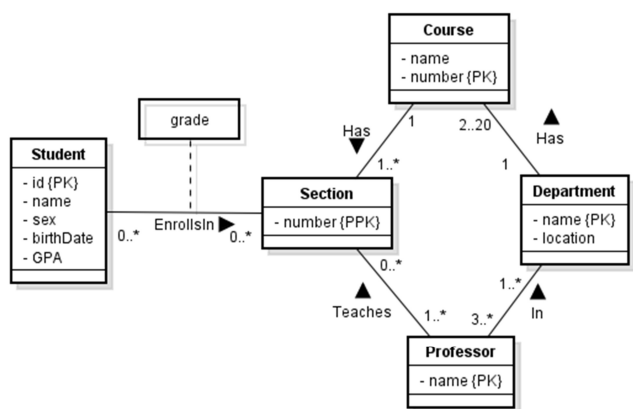 Course
- name
- number {PK}
grade
Has
1
2..20
Has
Student
- id {PK}
- name
- sex
- birthDate
- GPA
1..*
1
Section
- number {PPK}
Department
- name {PK}
- location
0..*
EnrollsIn
0..*
0..*
1..*
Teaches
1..*
3..*
In
Professor
- name {PK}